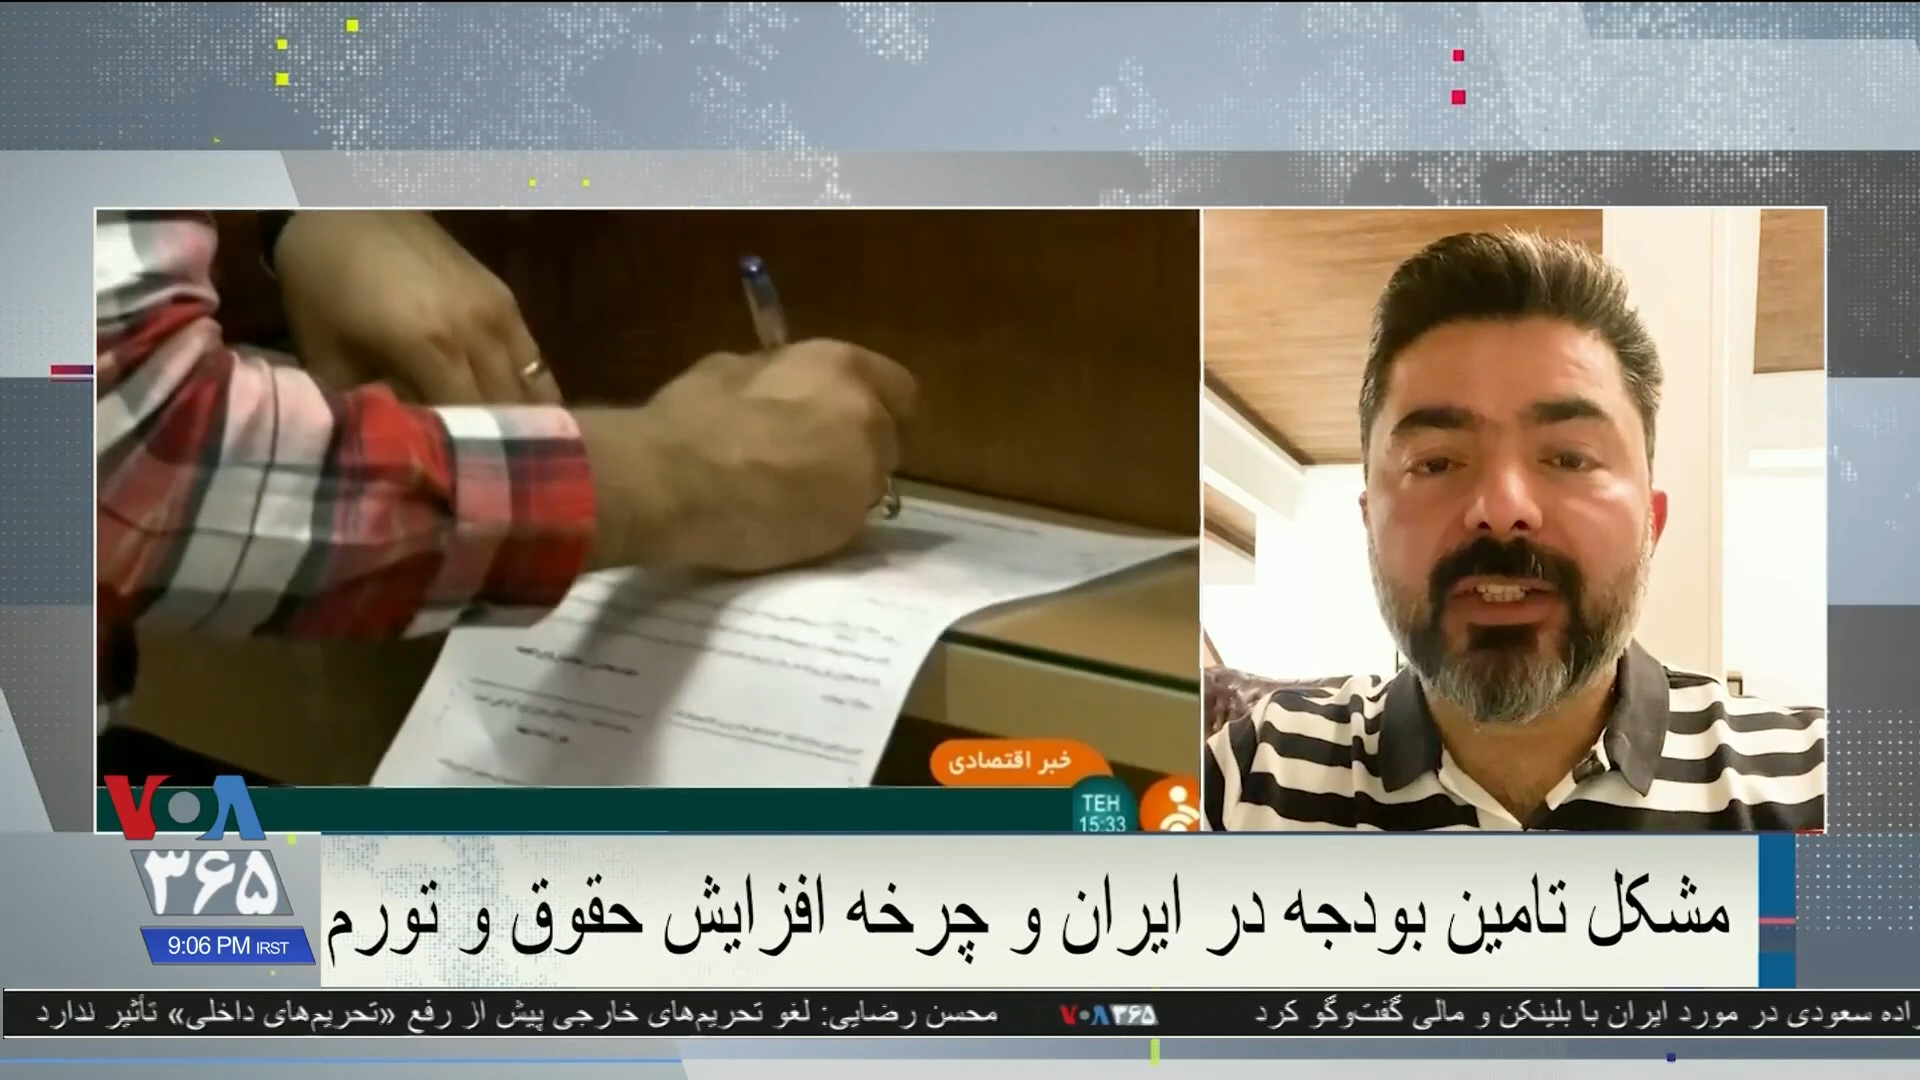 خبر اقتصادی
TEH
15:33
VOA
۳۶۵
9:06 PM IRST
مشکل تامین بودجه در ایران و چرخه افزایش حقوق و تورم
زاده سعودی در مورد ایران با بلینکن و مالی گفت‌وگو کرد VOA۳۶۵ محسن رضایی: لغو تحریم‌های خارجی پیش از رفع «تحریم‌های داخلی» تأثیر ندارد